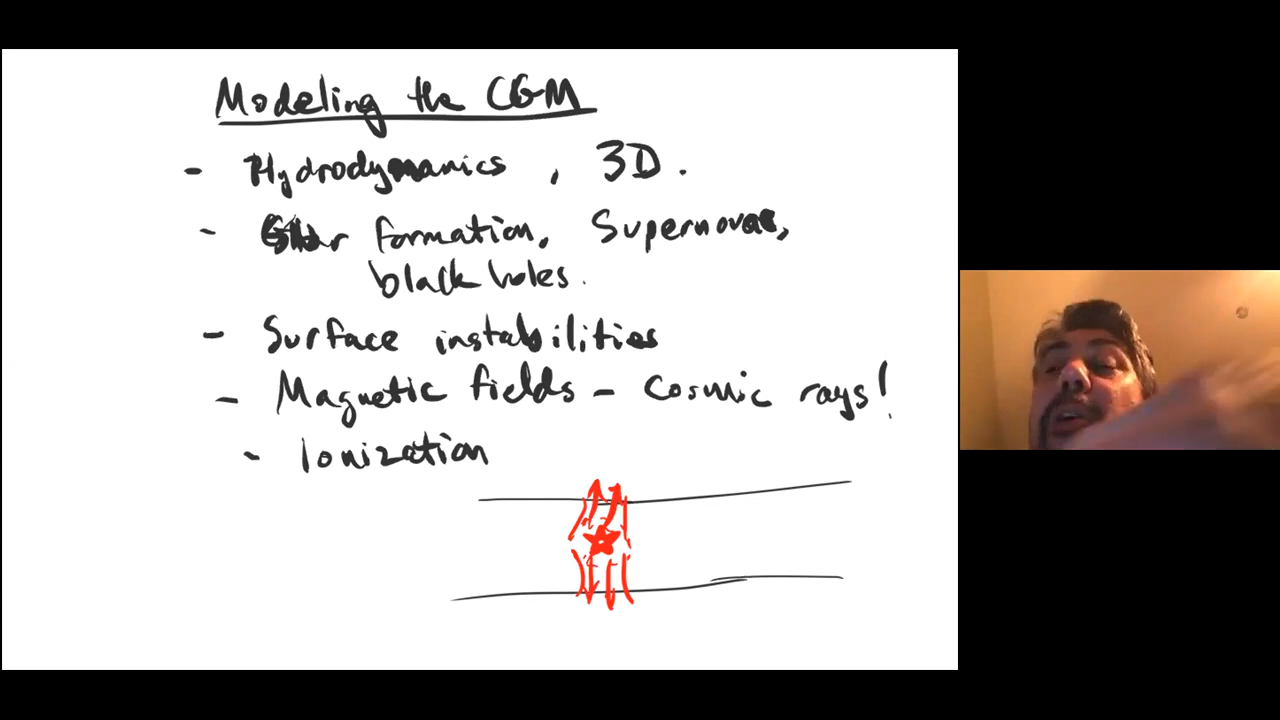 Modeling the CGM
- Hydrodynamics, 3D.
- Star formation, Supernovae,
black holes.
- Surface instabilities
- Magnetic fields - Cosmic rays!
- Ionization